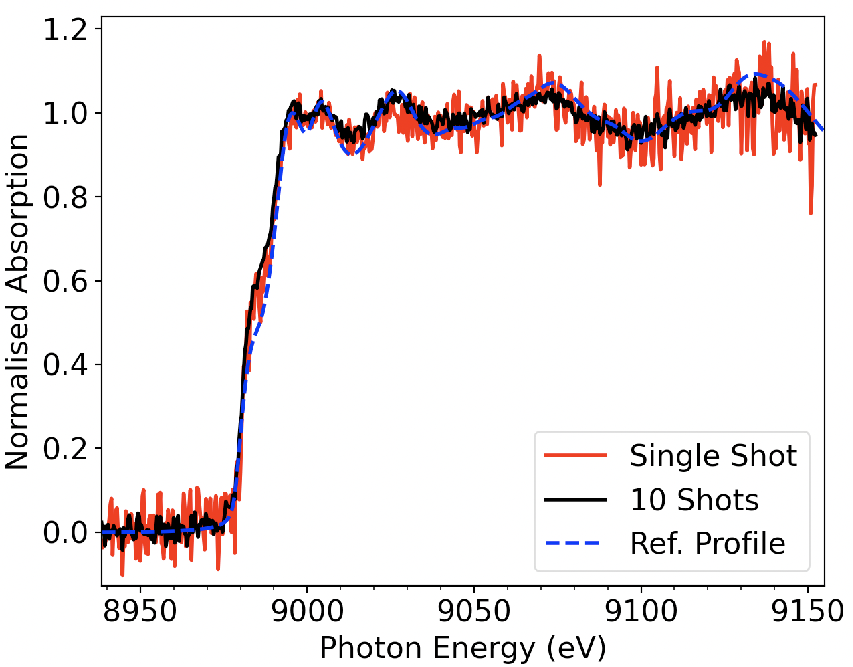 1.2
1.0
0.8
0.6
0.4
0.2
0.0
Normalised Absorption
Single Shot
10 Shots
Ref. Profile
8950 9000 9050 9100 9150
Photon Energy (eV)